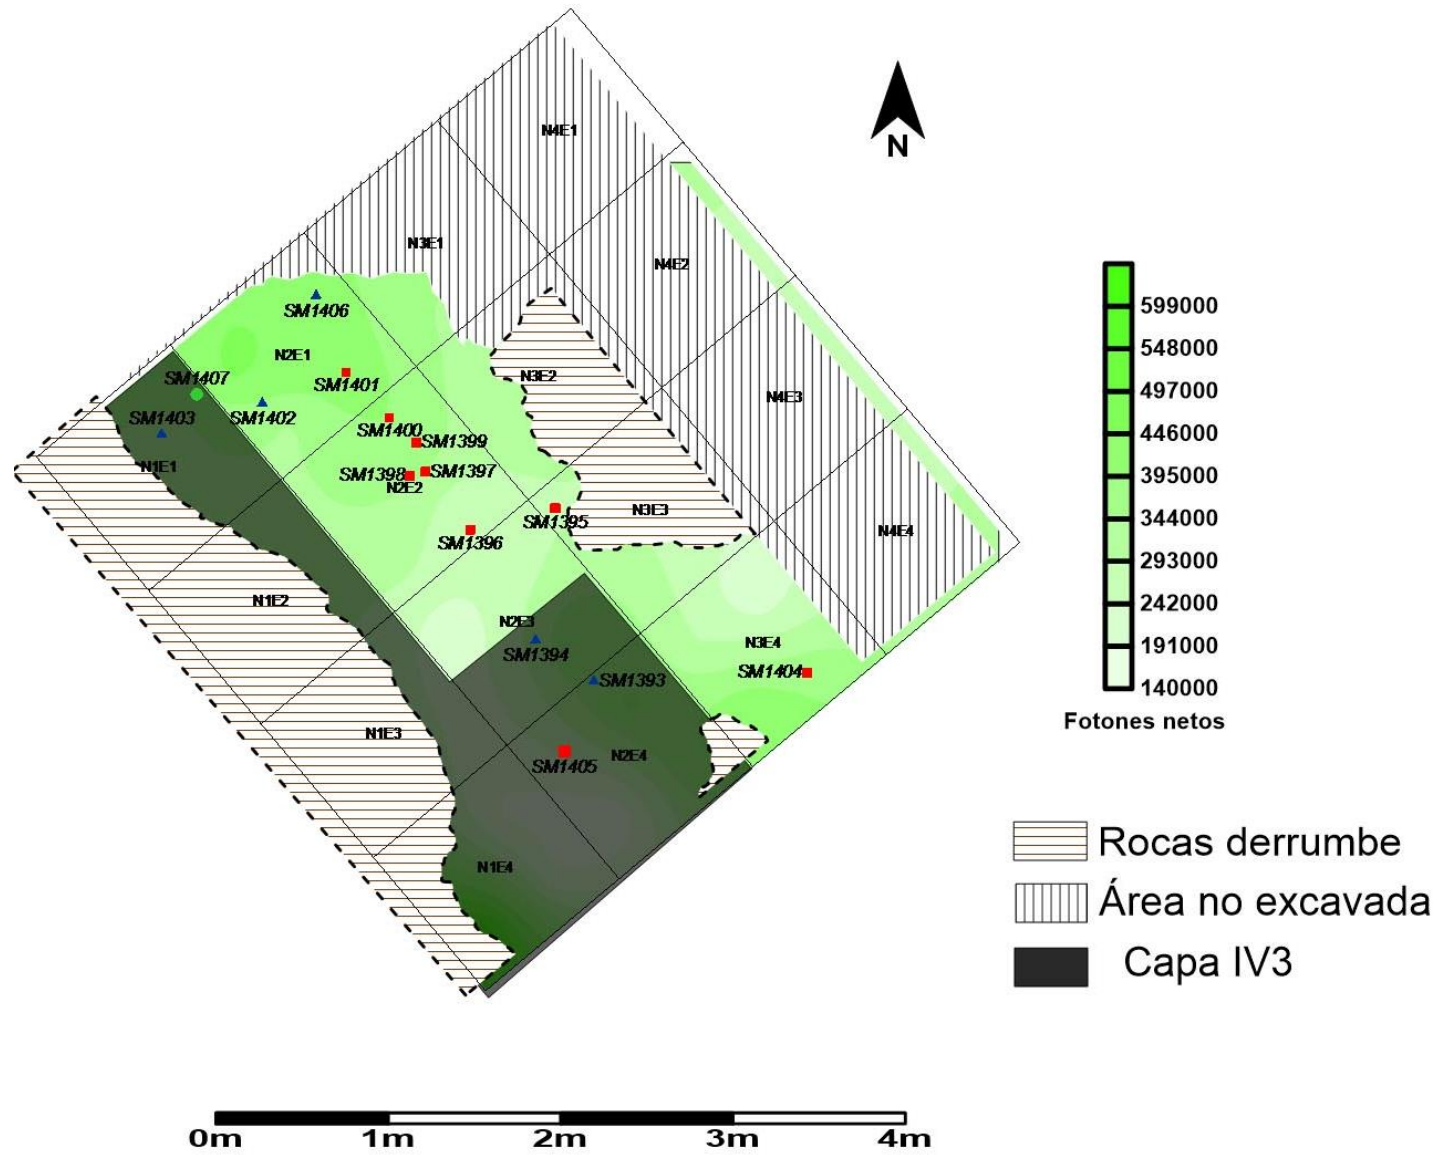 N4E1
N
N3E1
N4E2
SM1406
N2E1
SM1407
SM1401
N3E2
N4E3
SM1403
SM1402
SM1400
SM1399
N1E1
SM1398
SM1397
N2E2
N3E3
SM1395
N4E4
SM1396
N1E2
N2E3
N3E4
SM1394
SM1404
SM1393
N1E3
N2E4
SM1405
N1E4
599000
548000
497000
446000
395000
344000
293000
242000
191000
140000
Fotones netos
Rocas derrumbe
Área no excavada
Capa IV3
0m 1m 2m 3m 4m